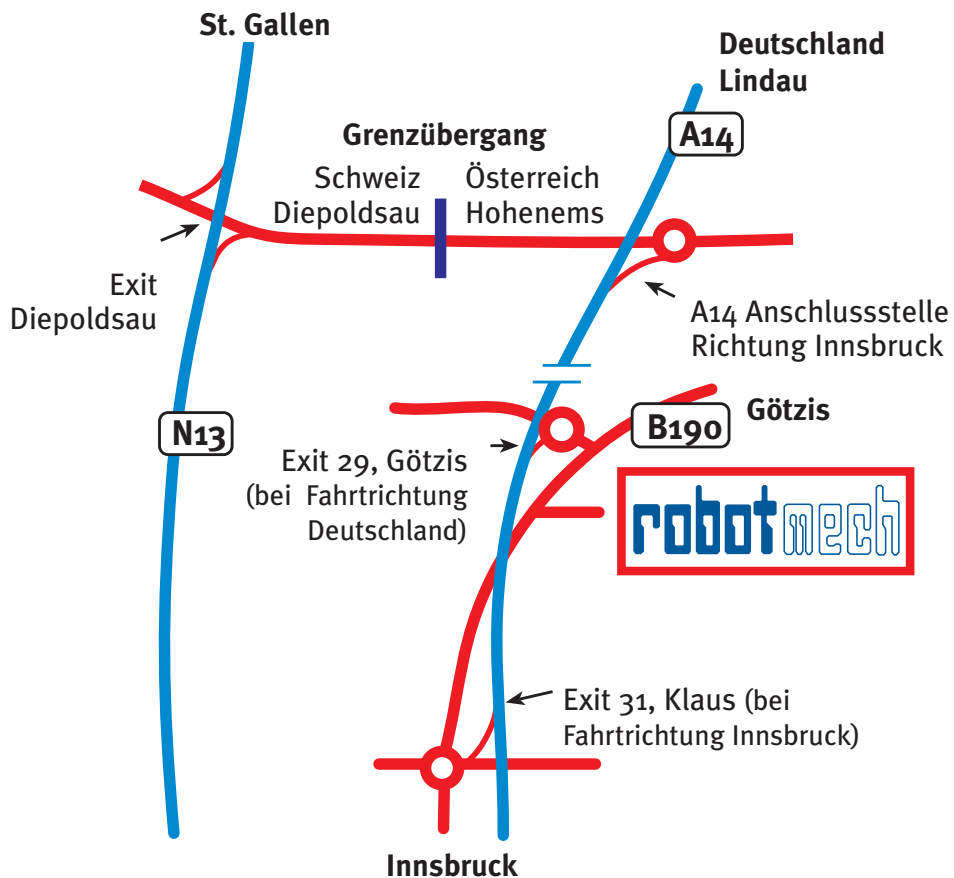 St. Gallen
Deutschland
Lindau
A14
Grenzübergang
Schweiz
Diepoldsau
Österreich
Hohenems
Exit
Diepoldsau
A14 Anschlussstelle
Richtung Innsbruck
N13
Götzis
B190
Exit 29, Götzis
(bei Fahrtrichtung
Deutschland)
robotmech
Exit 31, Klaus (bei
Fahrtrichtung Innsbruck)
Innsbruck